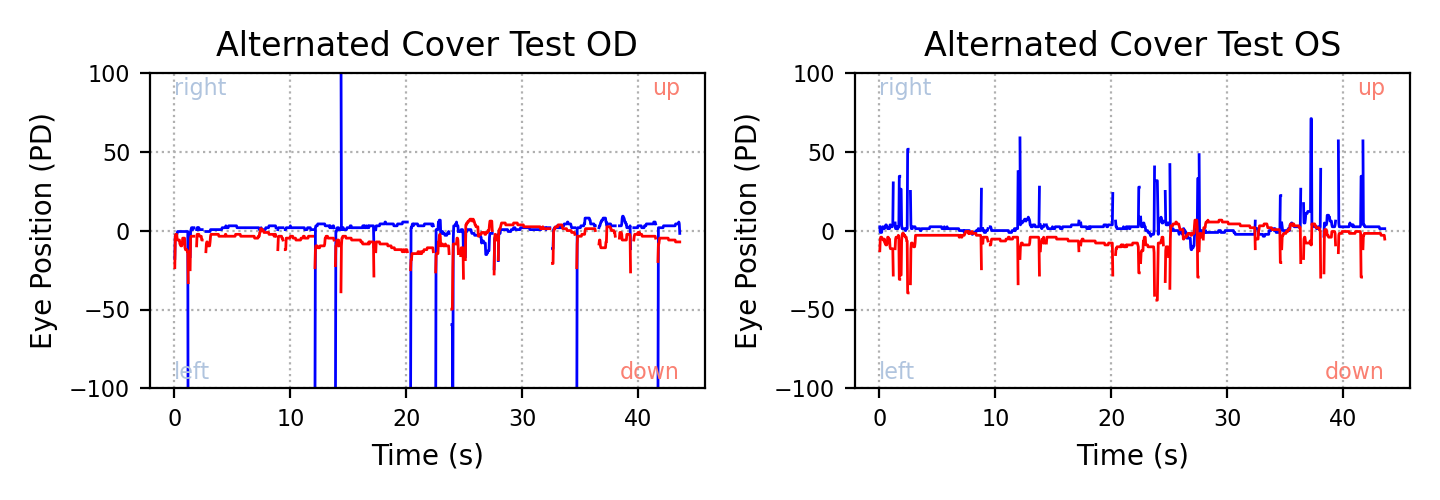 Alternated Cover Test OD
100
50
0
−50
−100
Eye Position (PD)
right
up
left
down
0 10 20 30 40
Time (s)
Alternated Cover Test OS
100
50
0
−50
−100
Eye Position (PD)
right
up
left
down
0 10 20 30 40
Time (s)